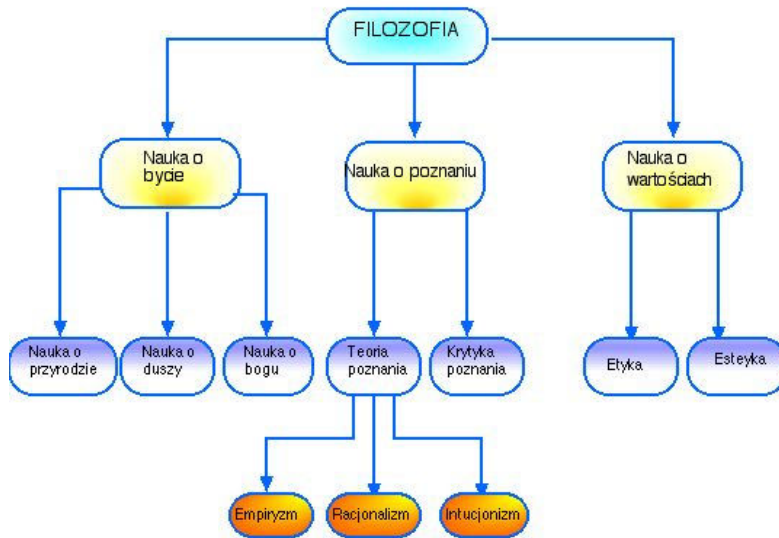 FILOZOFIA
Nauka o
bycie
Nauka o poznaniu
Nauka o
wartościach
Nauka o
przyrodzie
Nauka o
duszy
Nauka o
bogu
Teoria
poznania
Krytyka
poznania
Etyka
Esteyka
Empiryzm
Racjonalizm
Intucjonizm